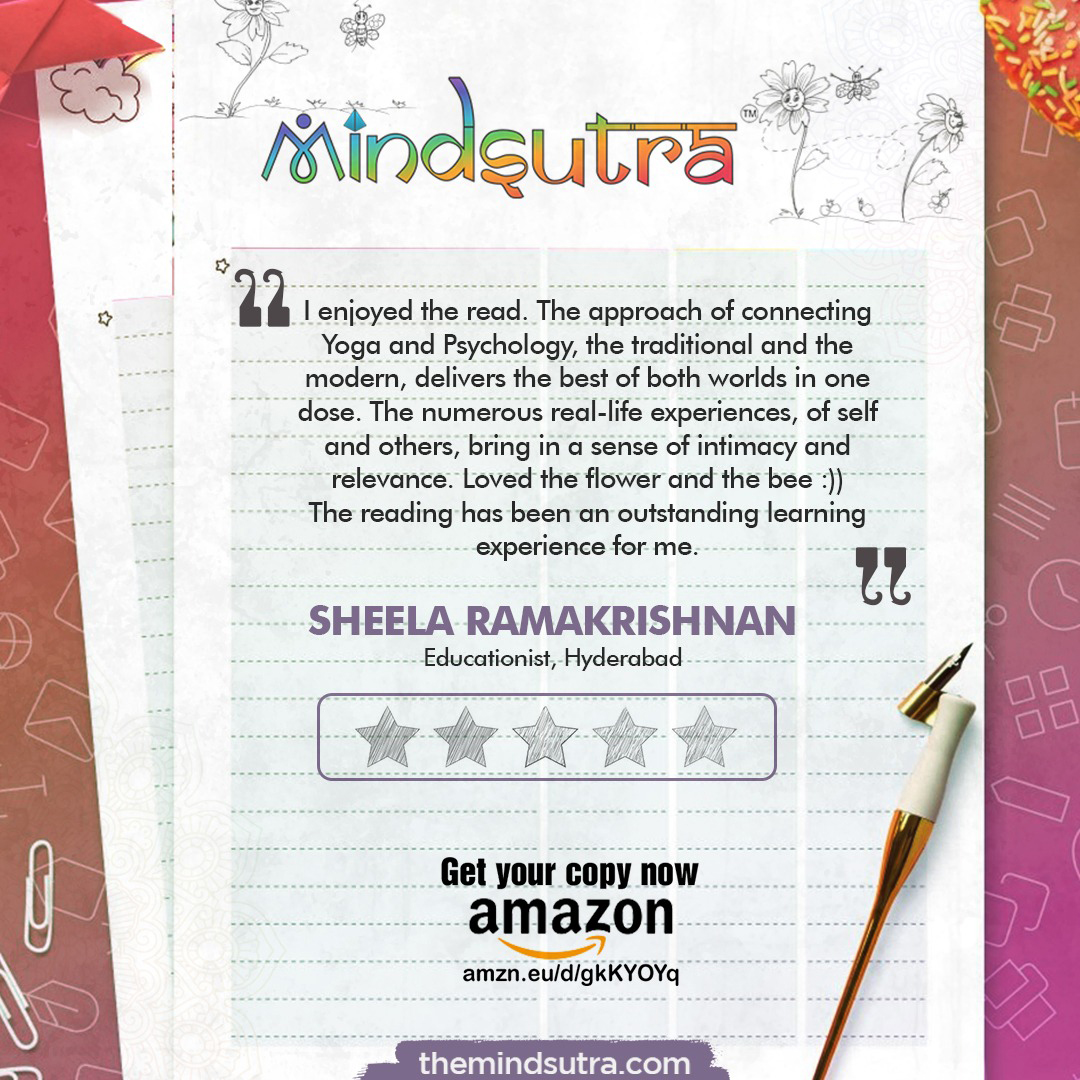 Mindsutra™
I enjoyed the read. The approach of connecting
Yoga and Psychology, the traditional and the
modern, delivers the best of both worlds in one
dose. The numerous real-life experiences, of self
and others, bring in a sense of intimacy and
relevance. Loved the flower and the bee :))
The reading has been an outstanding learning
experience for me.
SHEELA RAMAKRISHNAN
Educationist, Hyderabad
Get your copy now
amazon
amzn.eu/d/gkKYOYq
themindsutra.com